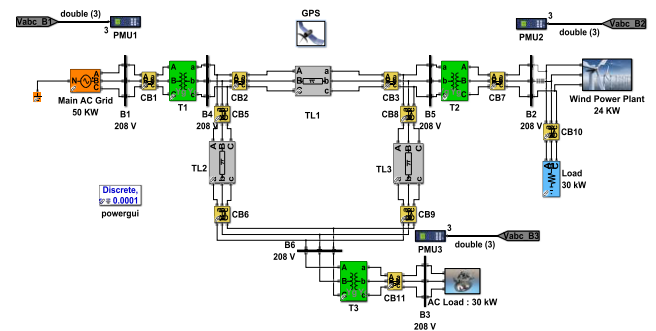 double (3)
GPS
Vabc_B1
3
PMU1
PMU2
3
double (3)
Vabc_B2
N
A
B
C
Main AC Grid
50 KW
B1
208 V
CB1
A a
B b
C c
T1
B4
208 V
CB2
CB5
A
B
C
TL1
CB3
CB8
B5
208 V
A a
B b
C c
T2
CB7
B2
208 V
Wind Power Plant
24 KW
CB10
Load
30 kW
TL2
TL3
Discrete,
0.0001
powergui
CB6
CB9
B6
208 V
PMU3
3
double (3)
Vabc_B3
A a
B b
C c
T3
CB11
B3
208 V
AC Load : 30 kW